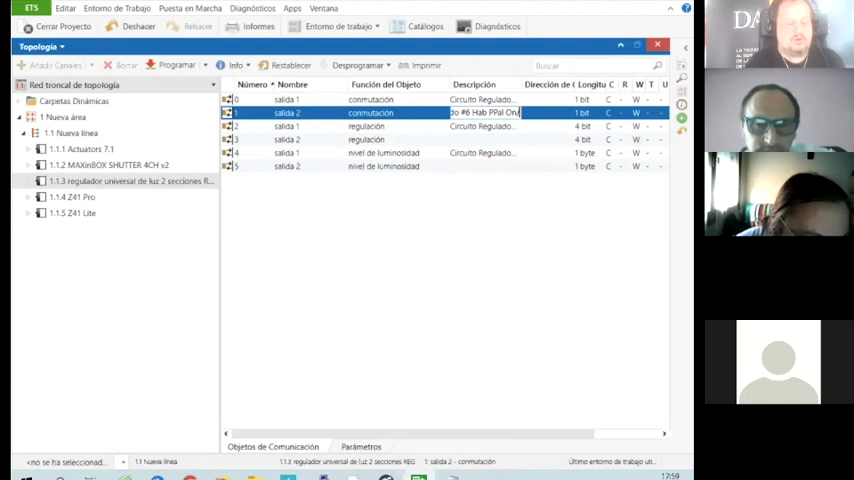 ETS Editar Entorno de Trabajo Puesta en Marcha Diagnósticos Apps Ventana
Cerrar Proyecto Deshacer Rehacer Informes Entorno de trabajo Catálogos Diagnósticos
Topología
Añadir Canales Borrar Programar Info Restablecer Desprogramar Imprimir Buscar
Red troncal de topología
Carpetas Dinámicas
1 Nueva área
1.1 Nueva línea
1.1.1 Actuators 7.1
1.1.2 MAXinBOX SHUTTER 4CH v2
1.1.3 regulador universal de luz 2 secciones R...
1.1.4 Z41 Pro
1.1.5 Z41 Lite
Número Nombre Función del Objeto Descripción Dirección de G Longitu C R W T U
0 salida 1 conmutación Circuito Regulado... 1 bit C - W - -
1 salida 2 conmutación do #6 Hab PPal On/ 1 bit C - W - -
2 salida 1 regulación Circuito Regulado... 4 bit C - W - -
3 salida 2 regulación 4 bit C - W - -
4 salida 1 nivel de luminosidad Circuito Regulado... 1 byte C - W - -
5 salida 2 nivel de luminosidad 1 byte C - W - -
Objetos de Comunicación Parámetros
<no se ha seleccionad... 1.1 Nueva línea 1.1.3 regulador universal de luz 2 secciones REG 1: salida 2 - conmutación Último entorno de trabajo uti...
17:59